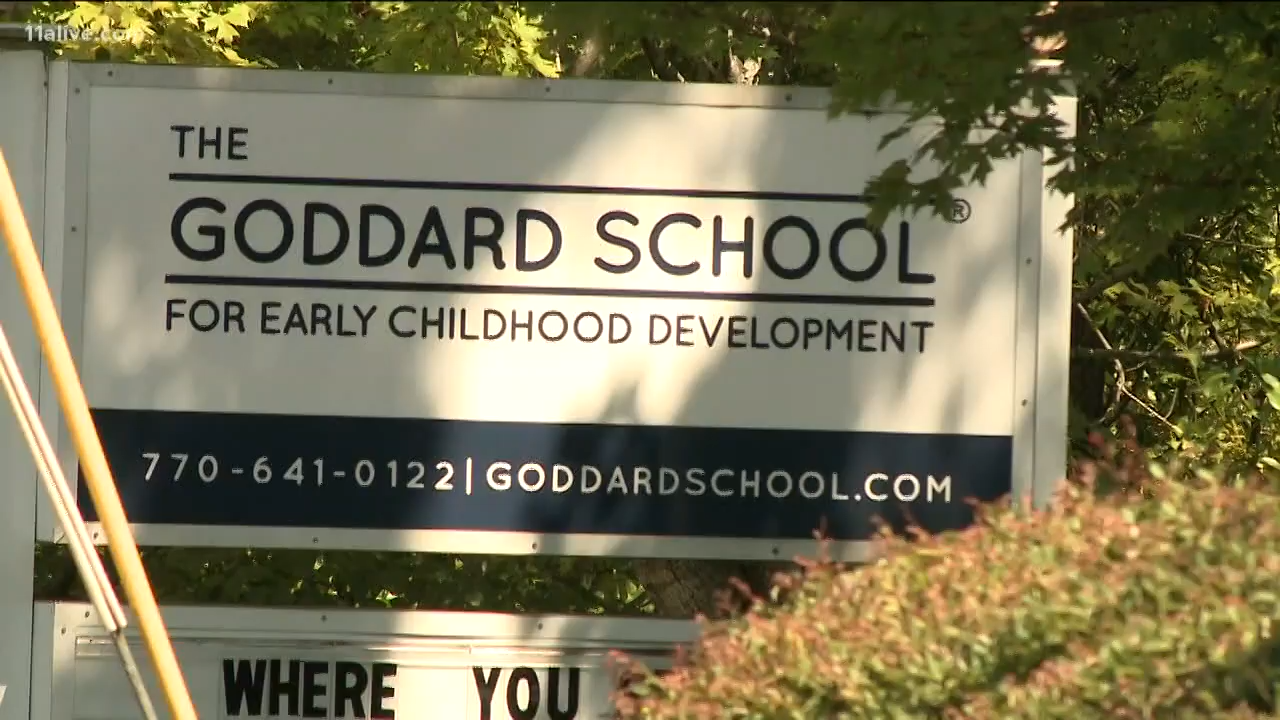 11alive.com
THE
GODDARD SCHOOL®
FOR EARLY CHILDHOOD DEVELOPMENT
770-641-0122|GODDARDSCHOOL.COM
WHERE YOU